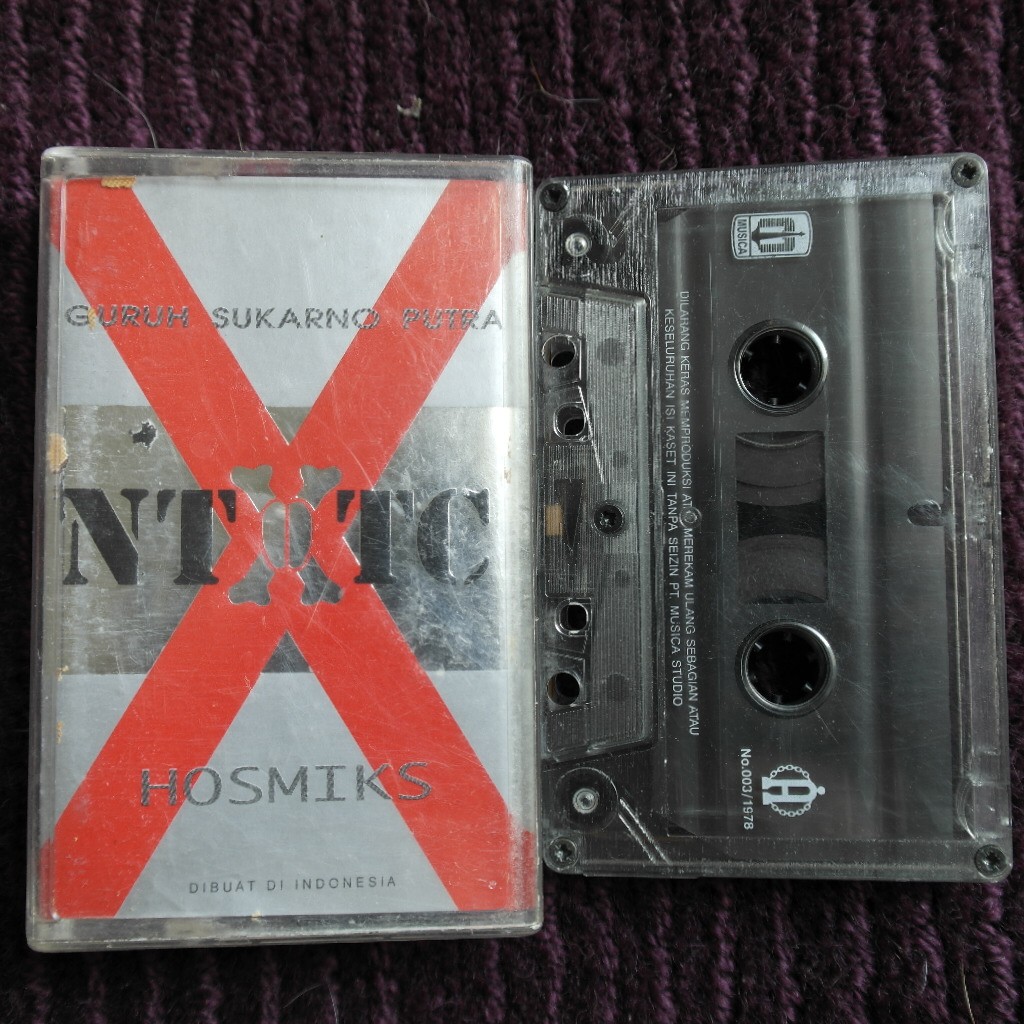 GURUH SUKARNO PUTRA
NTXTC
HOSMIKS
DIBUAT DI INDONESIA
MUSICA
DILARANG KERAS MEMPRODUKSI ATAU MEREKAM ULANG SEBAGIAN ATAU
KESELURUHAN ISI KASET INI TANPA SEIZIN PT. MUSICA STUDIO
No.003/1978